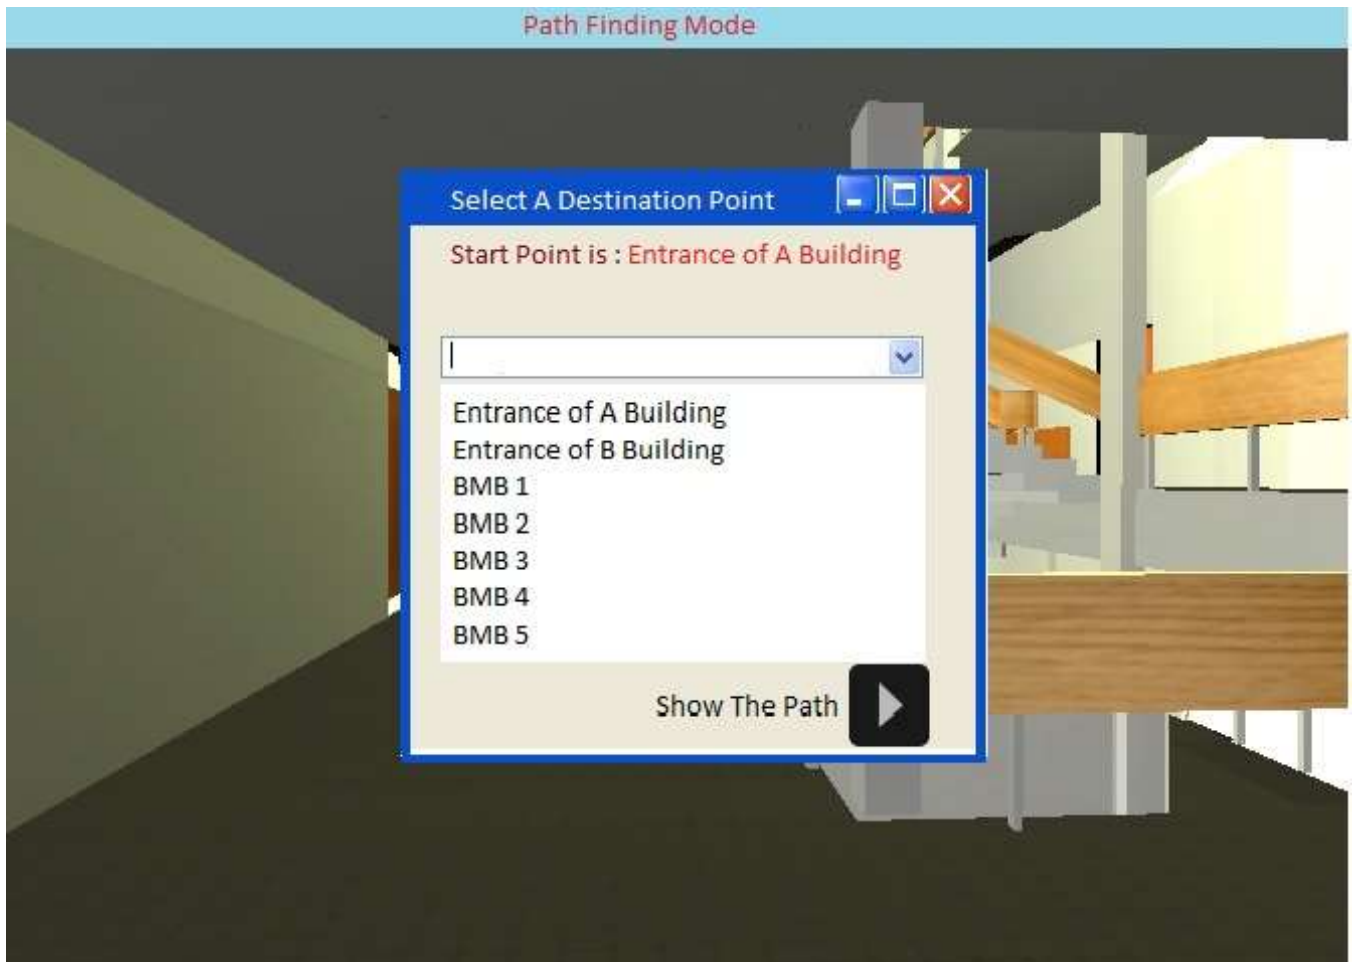 Path Finding Mode
Select A Destination Point
Start Point is : Entrance of A Building
Entrance of A Building
Entrance of B Building
BMB 1
BMB 2
BMB 3
BMB 4
BMB 5
Show The Path